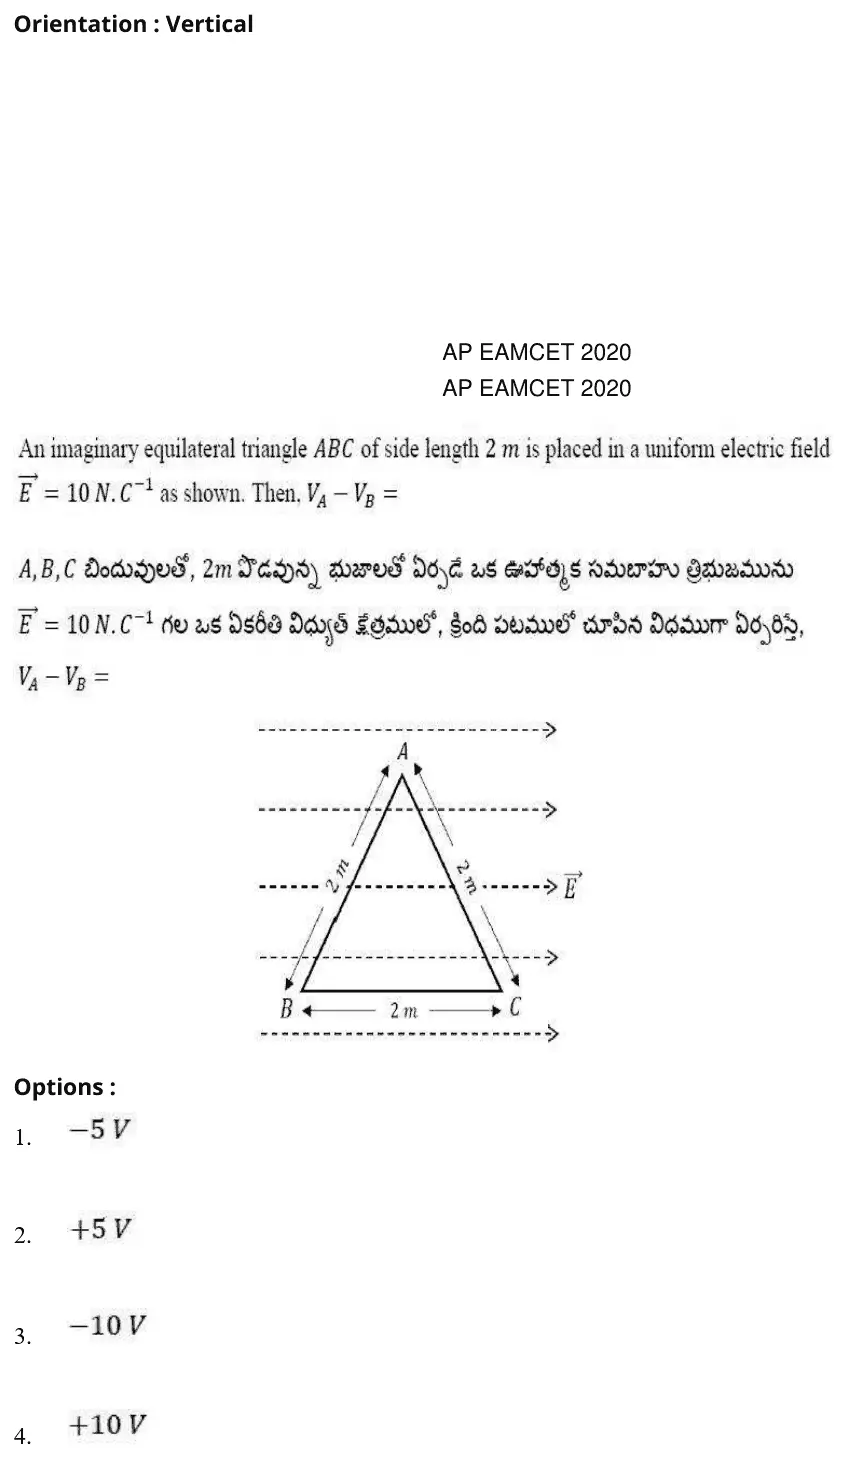 Orientation : Vertical
AP EAMCET 2020
AP EAMCET 2020
An imaginary equilateral triangle ABC of side length 2 m is placed in a uniform electric field
E⃗ = 10 N.C⁻¹ as shown. Then, V_A − V_B =
A, B, C బిందువులతో, 2m పొడవున్న భుజాలతో ఏర్పడే ఒక ఊహాత్మక సమబాహు త్రిభుజమును
E⃗ = 10 N.C⁻¹ గల ఒక ఏకరీతి విధ్యుత్ క్షేత్రములో, క్రింది పటములో చూపిన విధముగా ఏర్పరిస్తే,
V_A − V_B =
A
2 m
2 m
E⃗
B
2 m
C
Options :
1. −5 V
2. +5 V
3. −10 V
4. +10 V